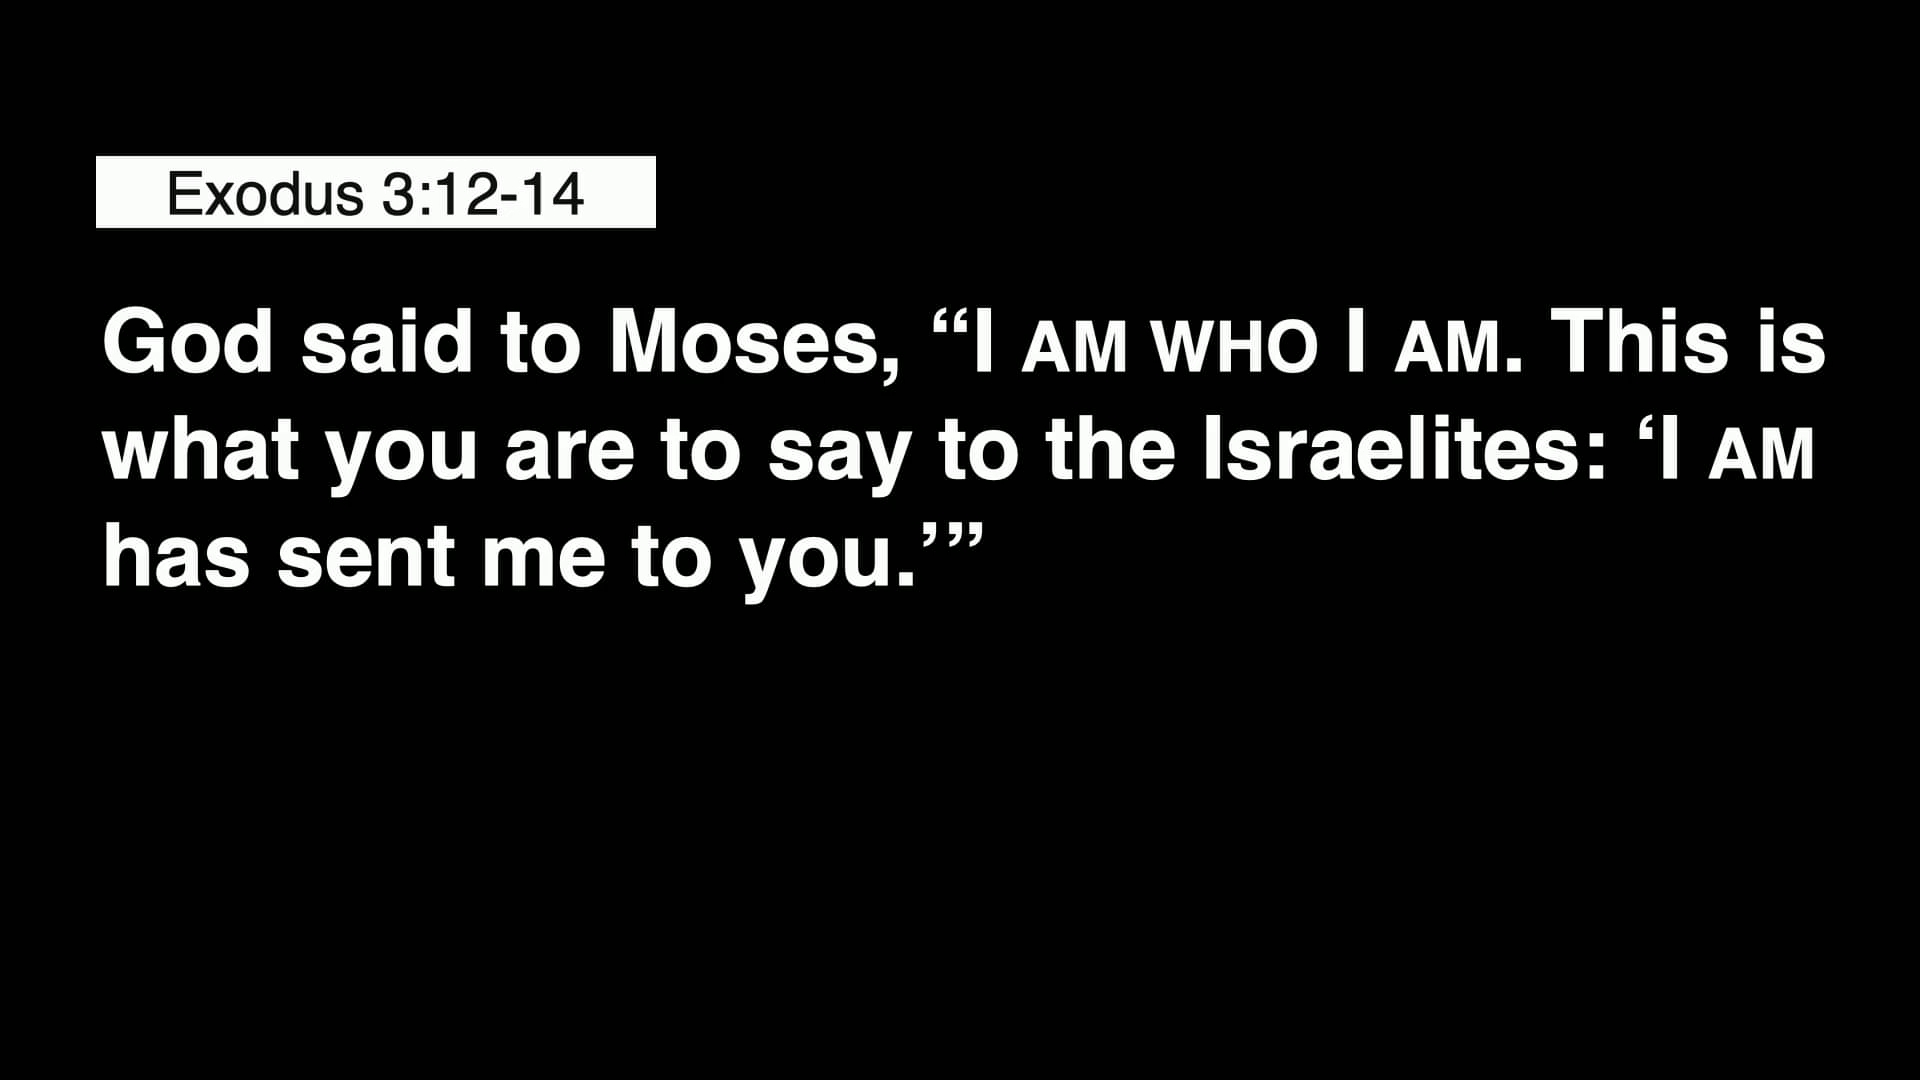 Exodus 3:12-14
God said to Moses, “I AM WHO I AM. This is
what you are to say to the Israelites: ‘I AM
has sent me to you.’”